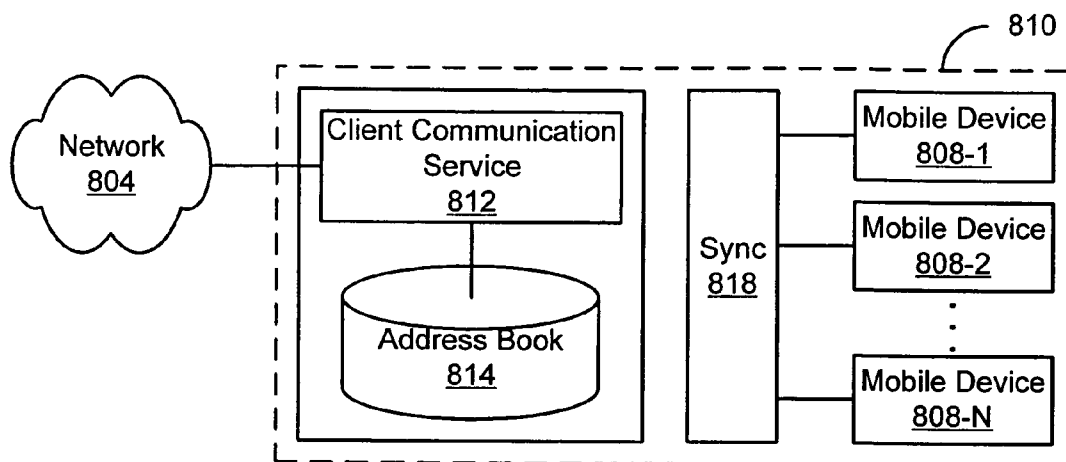 810
Network
804
Client Communication
Service
812
Address Book
814
Sync
818
Mobile Device
808-1
Mobile Device
808-2
Mobile Device
808-N